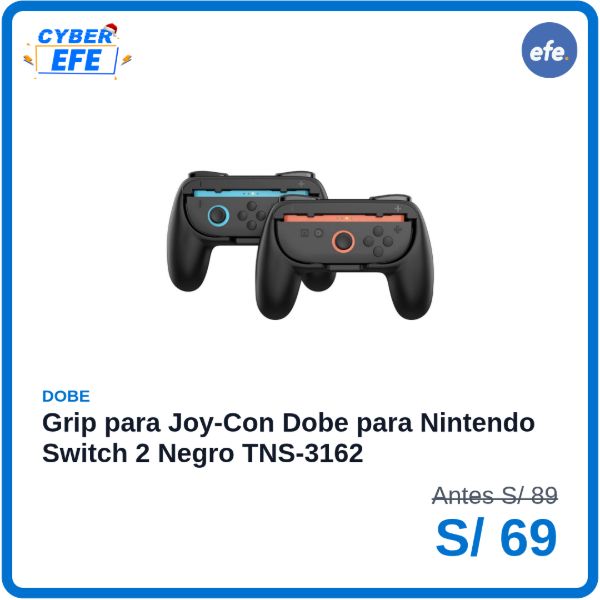 CYBER
EFE
efe.
DOBE
Grip para Joy-Con Dobe para Nintendo
Switch 2 Negro TNS-3162
Antes S/ 89
S/ 69